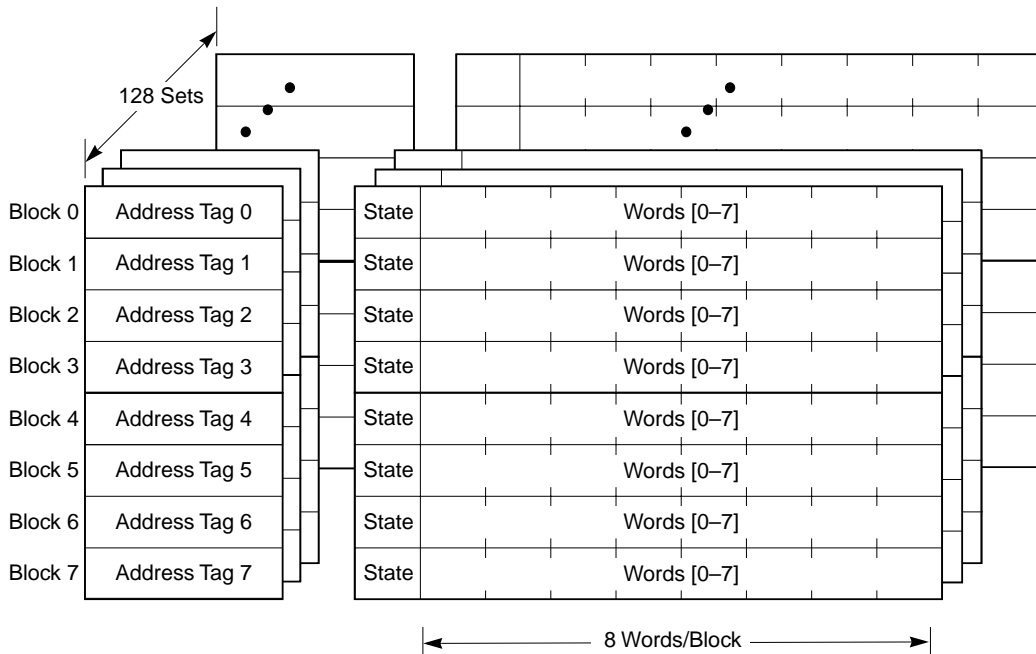 128 Sets
Block 0 Address Tag 0 State Words [0–7]
Block 1 Address Tag 1 State Words [0–7]
Block 2 Address Tag 2 State Words [0–7]
Block 3 Address Tag 3 State Words [0–7]
Block 4 Address Tag 4 State Words [0–7]
Block 5 Address Tag 5 State Words [0–7]
Block 6 Address Tag 6 State Words [0–7]
Block 7 Address Tag 7 State Words [0–7]
8 Words/Block